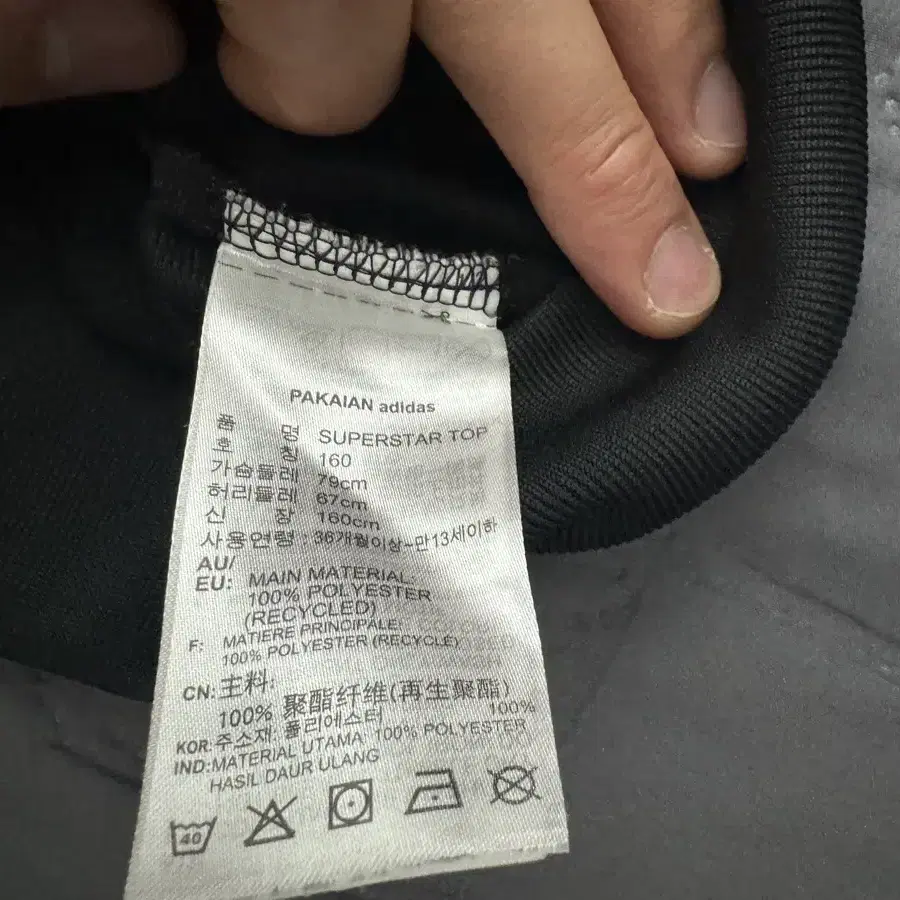 PAKAIAN adidas
품 명 SUPERSTAR TOP
호 칭 160
가슴둘레 79cm
허리둘레 67cm
신 장 160cm
사용연령 : 36개월이상~만13세이하
AU/
EU: MAIN MATERIAL:
100% POLYESTER
(RECYCLED)
F: MATIERE PRINCIPALE:
100% POLYESTER (RECYCLÉ)
CN: 主料:
100% 聚酯纤维(再生聚酯)
KOR: 주소재: 폴리에스터 100%
IND: MATERIAL UTAMA: 100% POLYESTER
HASIL DAUR ULANG
40